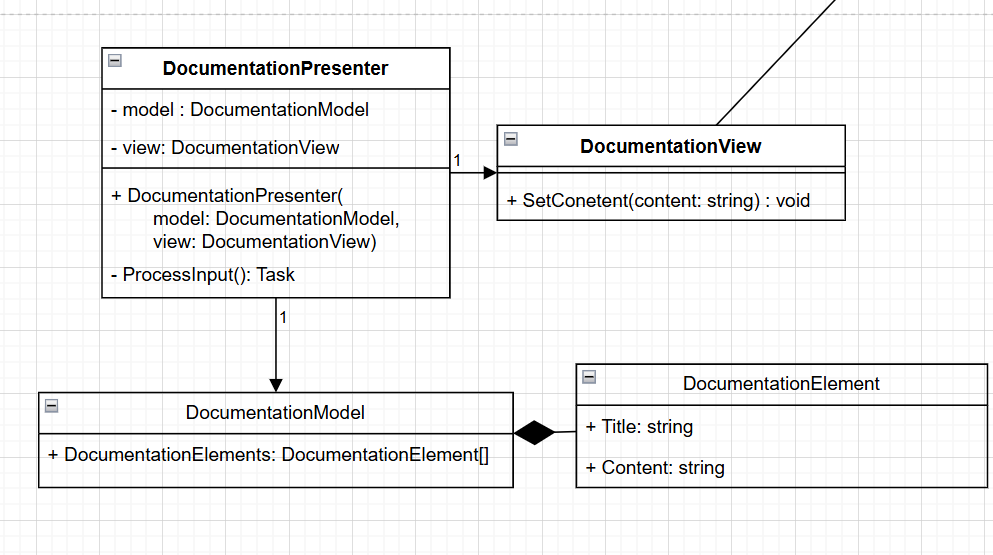 DocumentationPresenter
- model : DocumentationModel
- view: DocumentationView
+ DocumentationPresenter(
model: DocumentationModel,
view: DocumentationView)
- ProcessInput(): Task
1
DocumentationView
+ SetConetent(content: string) : void
1
DocumentationModel
+ DocumentationElements: DocumentationElement[]
DocumentationElement
+ Title: string
+ Content: string